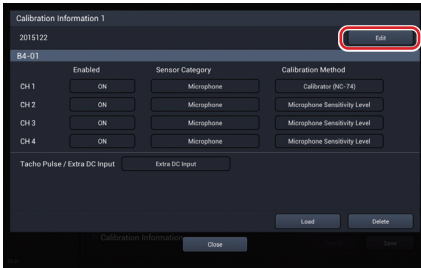 Calibration Information 1
2015122 Edit
B4-01
Enabled Sensor Category Calibration Method
CH 1 ON Microphone Calibrator (NC-74)
CH 2 ON Microphone Microphone Sensitivity Level
CH 3 ON Microphone Microphone Sensitivity Level
CH 4 ON Microphone Microphone Sensitivity Level
Tacho Pulse / Extra DC Input Extra DC Input
Load Delete
Calibration Information Close Save